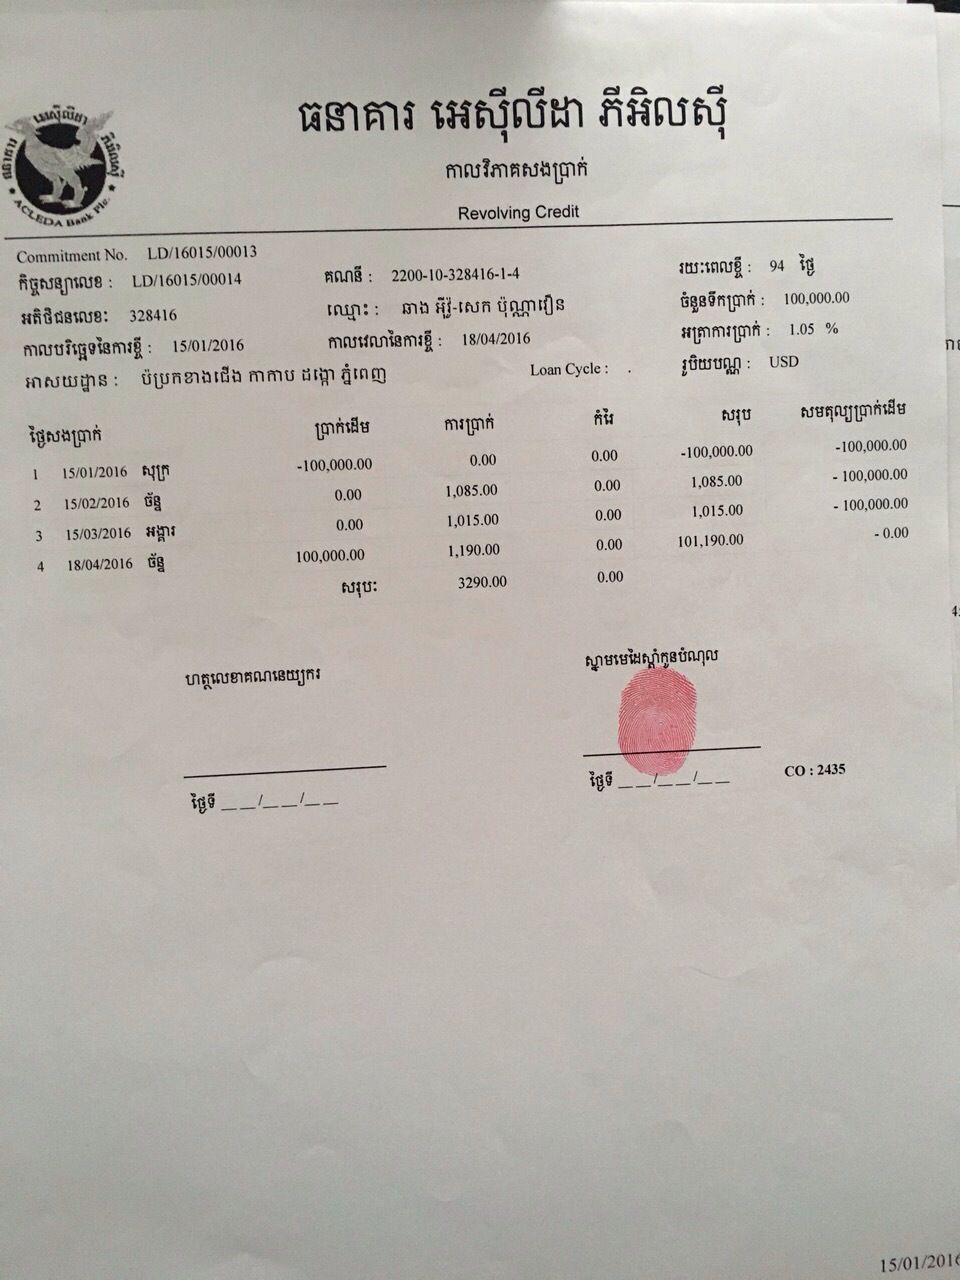 ធនាគារ អេស៊ីលីដា ភីអិលស៊ី
កាលវិភាគសងប្រាក់
Revolving Credit
ធនាគារ អេស៊ីលីដា ភីអិលស៊ី
ACLEDA Bank Plc.
Commitment No. LD/16015/00013
កិច្ចសន្យាលេខ : LD/16015/00014 គណនី : 2200-10-328416-1-4 រយៈពេលខ្ចី : 94 ថ្ងៃ
អតិថិជនលេខ: 328416 ឈ្មោះ : ឆាង អ៊ីវ៉ូ-សេក ប៉ុណ្ណារឿន ចំនួនទឹកប្រាក់ : 100,000.00
កាលបរិច្ឆេទនៃការខ្ចី : 15/01/2016 កាលវេលានៃការខ្ចី : 18/04/2016 អត្រាការប្រាក់ : 1.05 %
អាសយដ្ឋាន : ប៉ប្រកខាងជើង កាកាប ដង្កោ ភ្នំពេញ Loan Cycle : . រូបិយបណ្ណ : USD
ថ្ងៃសងប្រាក់ ប្រាក់ដើម ការប្រាក់ កំរៃ សរុប សមតុល្យប្រាក់ដើម
1 15/01/2016 សុក្រ -100,000.00 0.00 0.00 -100,000.00 -100,000.00
2 15/02/2016 ច័ន្ទ 0.00 1,085.00 0.00 1,085.00 - 100,000.00
3 15/03/2016 អង្គារ 0.00 1,015.00 0.00 1,015.00 - 100,000.00
4 18/04/2016 ច័ន្ទ 100,000.00 1,190.00 0.00 101,190.00 - 0.00
សរុប: 3290.00 0.00
ហត្ថលេខាគណនេយ្យករ ស្នាមមេដៃស្តាំកូនបំណុល
ថ្ងៃទី __/__/__ ថ្ងៃទី __/__/__ CO : 2435
15/01/2016